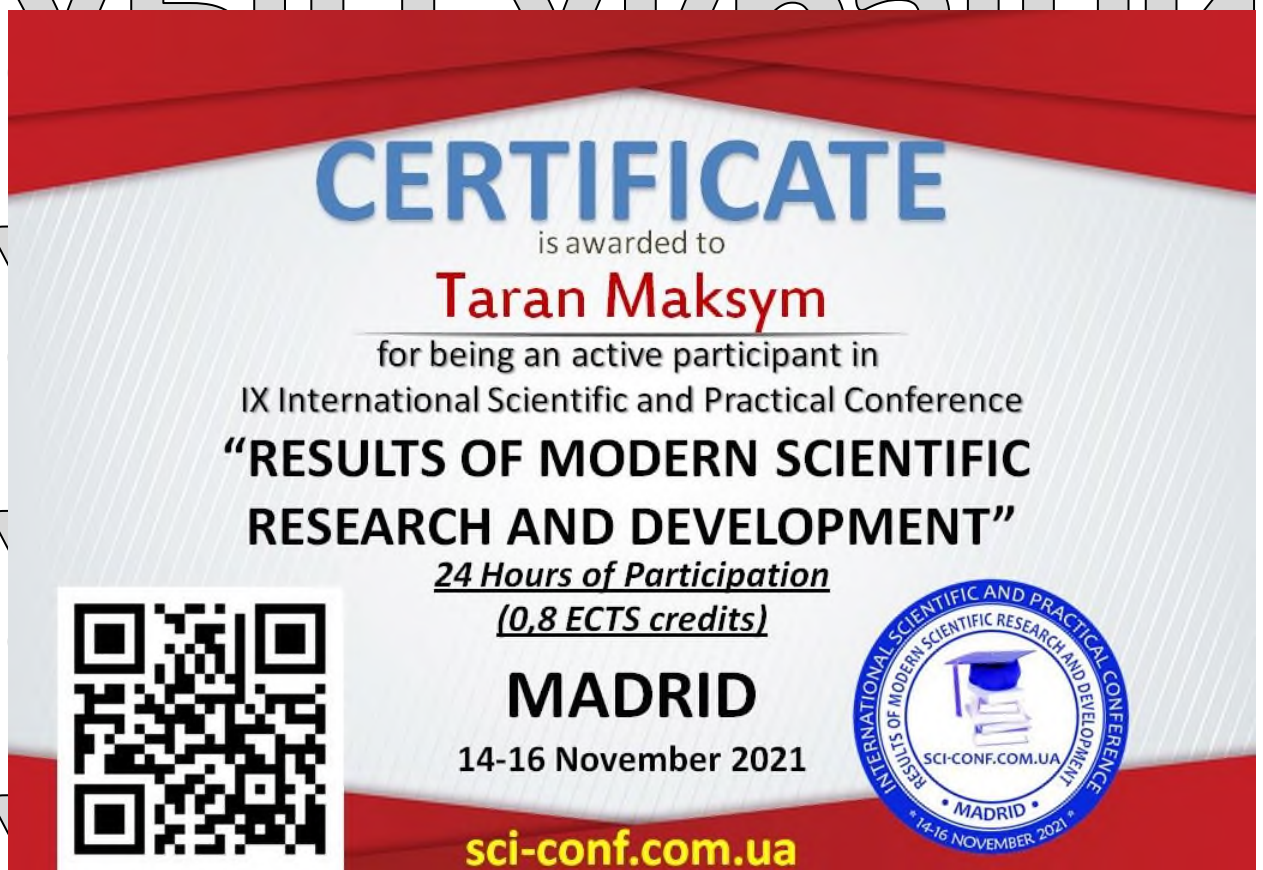 CERTIFICATE
is awarded to
Taran Maksym
for being an active participant in
IX International Scientific and Practical Conference
“RESULTS OF MODERN SCIENTIFIC
RESEARCH AND DEVELOPMENT”
24 Hours of Participation
(0,8 ECTS credits)
MADRID
14-16 November 2021
sci-conf.com.ua
INTERNATIONAL SCIENTIFIC AND PRACTICAL CONFERENCE
RESULTS OF MODERN SCIENTIFIC RESEARCH AND DEVELOPMENT
SCI-CONF.COM.UA
• MADRID •
* 14-16 NOVEMBER 2021 *